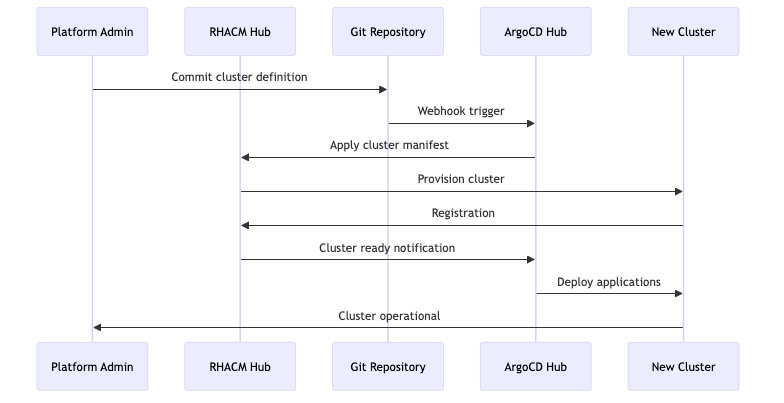 Platform Admin
RHACM Hub
Git Repository
ArgoCD Hub
New Cluster
Commit cluster definition
Webhook trigger
Apply cluster manifest
Provision cluster
Registration
Cluster ready notification
Deploy applications
Cluster operational
Platform Admin
RHACM Hub
Git Repository
ArgoCD Hub
New Cluster